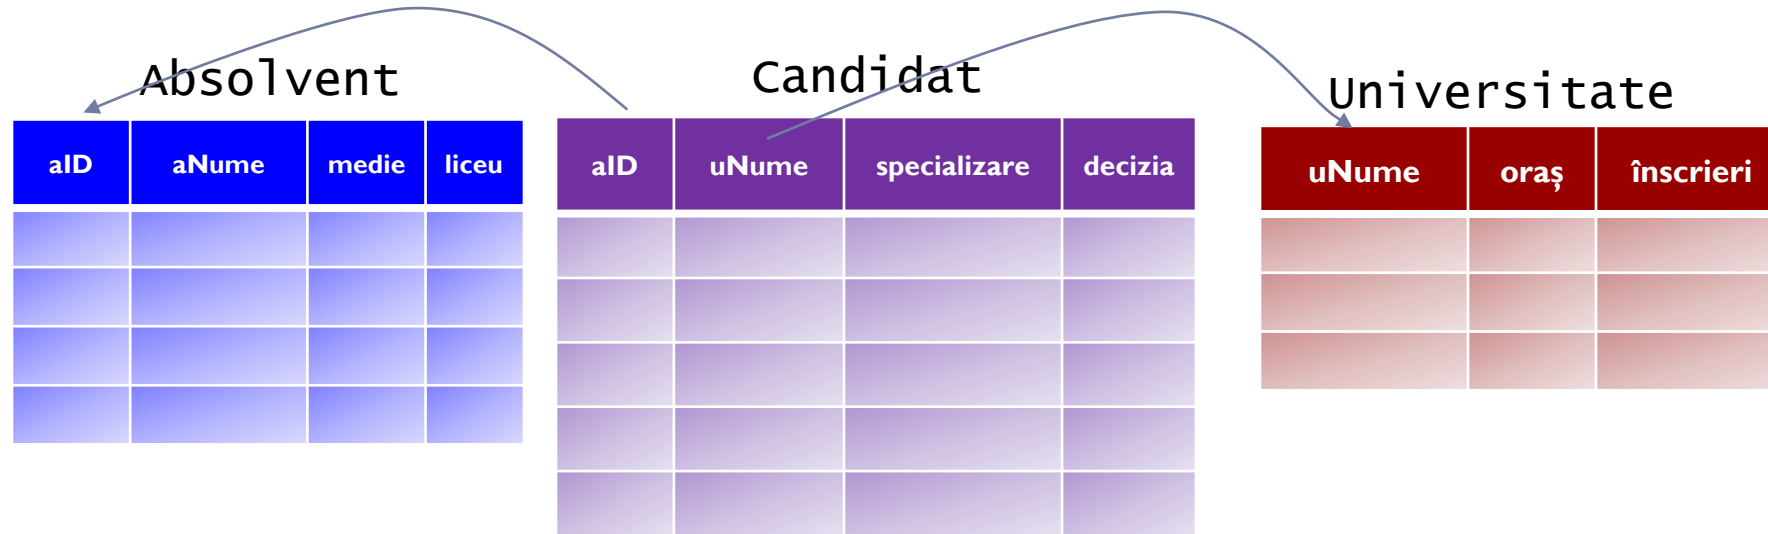 Absolvent
aID aNume medie liceu
Candidat
aID uNume specializare decizia
Universitate
uNume oraș înscrieri